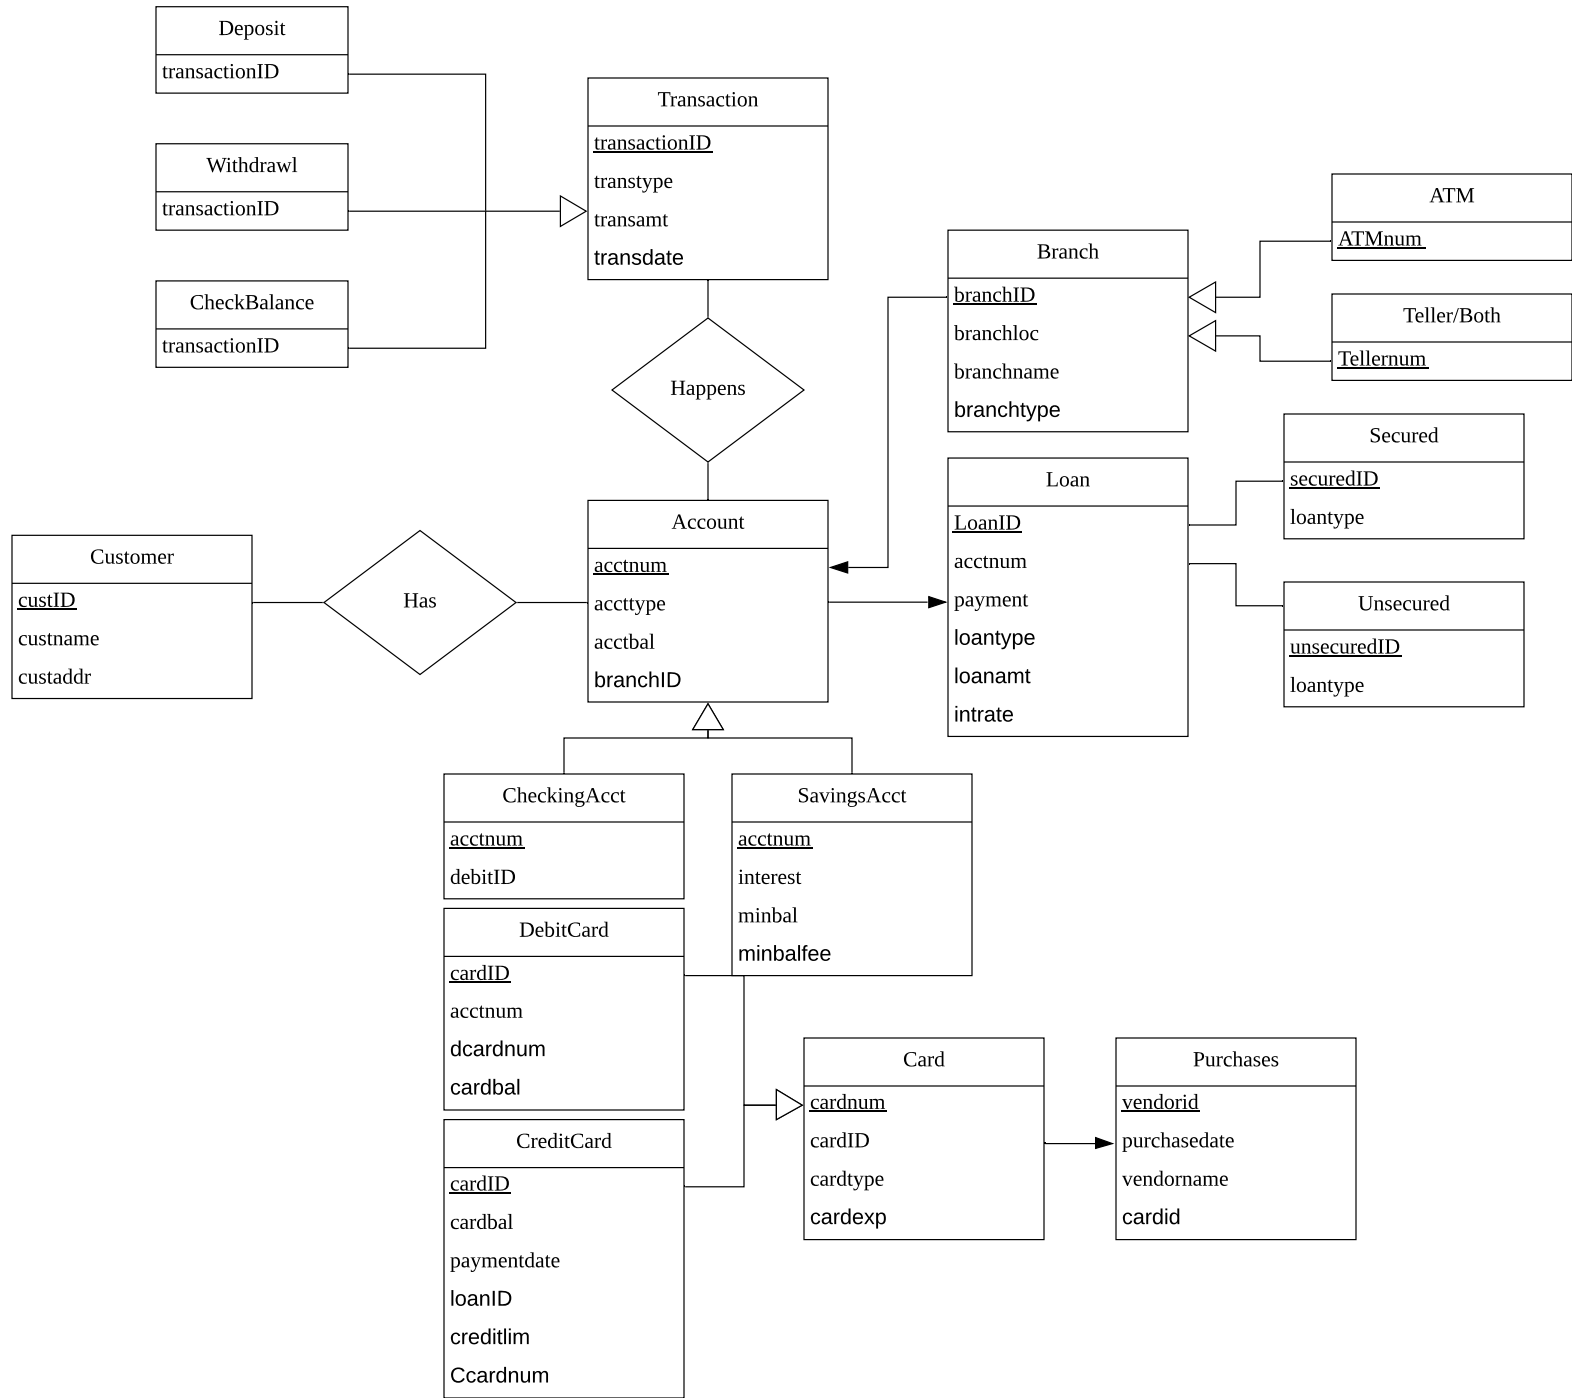 Deposit
transactionID
Withdrawl
transactionID
CheckBalance
transactionID
Transaction
transactionID
transtype
transamt
transdate
Happens
Branch
branchID
branchloc
branchname
branchtype
ATM
ATMnum
Teller/Both
Tellernum
Customer
custID
custname
custaddr
Has
Account
acctnum
accttype
acctbal
branchID
Loan
LoanID
acctnum
payment
loantype
loanamt
intrate
Secured
securedID
loantype
Unsecured
unsecuredID
loantype
CheckingAcct
acctnum
debitID
SavingsAcct
acctnum
interest
minbal
minbalfee
DebitCard
cardID
acctnum
dcardnum
cardbal
CreditCard
cardID
cardbal
paymentdate
loanID
creditlim
Ccardnum
Card
cardnum
cardID
cardtype
cardexp
Purchases
vendorid
purchasedate
vendorname
cardid